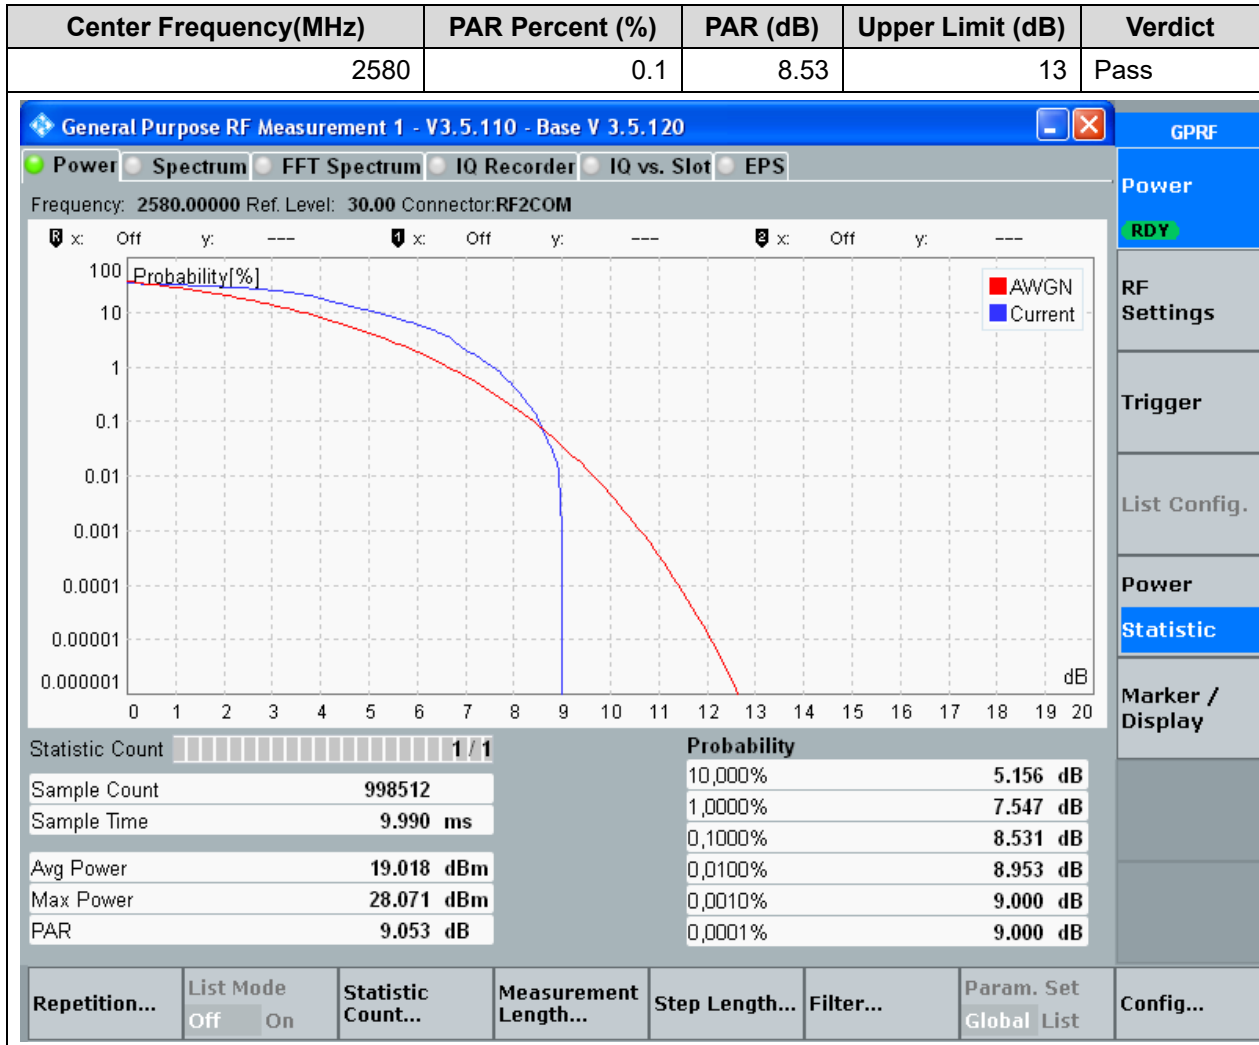 Center Frequency(MHz) PAR Percent (%) PAR (dB) Upper Limit (dB) Verdict
2580 0.1 8.53 13 Pass
General Purpose RF Measurement 1 - V3.5.110 - Base V 3.5.120
GPRF
Power Spectrum FFT Spectrum IQ Recorder IQ vs. Slot EPS
Frequency: 2580.00000 Ref. Level: 30.00 Connector:RF2COM
R x: Off y: --- 1 x: Off y: --- 2 x: Off y: ---
Probability[%]
100
10
1
0.1
0.01
0.001
0.0001
0.00001
0.000001
AWGN
Current
dB
0 1 2 3 4 5 6 7 8 9 10 11 12 13 14 15 16 17 18 19 20
Statistic Count 1 / 1
Sample Count 998512
Sample Time 9.990 ms
Avg Power 19.018 dBm
Max Power 28.071 dBm
PAR 9.053 dB
Probability
10,000% 5.156 dB
1,0000% 7.547 dB
0,1000% 8.531 dB
0,0100% 8.953 dB
0,0010% 9.000 dB
0,0001% 9.000 dB
Power
RDY
RF
Settings
Trigger
List Config.
Power
Statistic
Marker /
Display
Repetition...
List Mode
Off On
Statistic
Count...
Measurement
Length...
Step Length...
Filter...
Param. Set
Global List
Config...